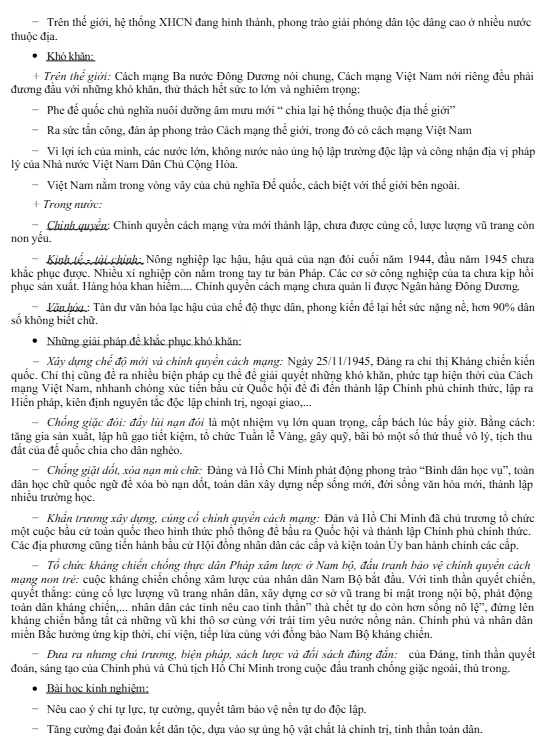 − Trên thế giới, hệ thống XHCN đang hình thành, phong trào giải phóng dân tộc dâng cao ở nhiều nước
thuộc địa.
• Khó khăn:
+ Trên thế giới: Cách mạng Ba nước Đông Dương nói chung, Cách mạng Việt Nam nới riêng đều phải
đương đầu với những khó khăn, thử thách hết sức to lớn và nghiêm trọng:
− Phe đế quốc chủ nghĩa nuôi dưỡng âm mưu mới “ chia lại hệ thống thuộc địa thế giới”
− Ra sức tấn công, đàn áp phong trào Cách mạng thế giới, trong đó có cách mạng Việt Nam
− Vì lợi ích của mình, các nước lớn, không nước nào ủng hộ lập trường độc lập và công nhận địa vị pháp
lý của Nhà nước Việt Nam Dân Chủ Cộng Hòa.
− Việt Nam nằm trong vòng vây của chủ nghĩa Đế quốc, cách biệt với thế giới bên ngoài.
+ Trong nước:
− Chính quyền: Chính quyền cách mạng vừa mới thành lập, chưa được củng cố, lược lượng vũ trang còn
non yếu.
− Kinh tế - tài chính: Nông nghiệp lạc hậu, hậu quả của nạn đói cuối năm 1944, đầu năm 1945 chưa
khắc phục được. Nhiều xí nghiệp còn nằm trong tay tư bản Pháp. Các cơ sở công nghiệp của ta chưa kịp hồi
phục sản xuất. Hàng hóa khan hiếm.... Chính quyền cách mạng chưa quản lí được Ngân hàng Đông Dương.
− Văn hóa : Tàn dư văn hóa lạc hậu của chế độ thực dân, phong kiến để lại hết sức nặng nề, hơn 90% dân
số không biết chữ.
• Những giải pháp để khắc phục khó khăn:
− Xây dựng chế độ mới và chính quyền cách mạng: Ngày 25/11/1945, Đảng ra chỉ thị Kháng chiến kiến
quốc. Chỉ thị cũng đề ra nhiều biện pháp cụ thể để giải quyết những khó khăn, phức tạp hiện thời của Cách
mạng Việt Nam, nhhanh chóng xúc tiến bầu cử Quốc hội để đi đến thành lập Chính phủ chính thức, lập ra
Hiến pháp, kiên định nguyên tắc độc lập chính trị, ngoại giao,...
− Chống giặc đói: đẩy lùi nạn đói là một nhiệm vụ lớn quan trọng, cấp bách lúc bấy giờ. Bằng cách:
tăng gia sản xuất, lập hũ gạo tiết kiệm, tổ chức Tuần lễ Vàng, gây quỹ, bãi bỏ một số thứ thuế vô lý, tịch thu
đất của đế quốc chia cho dân nghèo.
− Chống giặt dốt, xóa nạn mù chữ: Đảng và Hồ Chí Minh phát động phong trào “Bình dân học vụ”, toàn
dân học chữ quốc ngữ để xóa bỏ nạn dốt, toàn dân xây dựng nếp sống mới, đời sống văn hóa mới, thành lập
nhiều trường học.
− Khẩn trương xây dựng, củng cố chính quyền cách mạng: Đản và Hồ Chí Minh đã chủ trương tổ chức
một cuộc bầu cử toàn quốc theo hình thức phổ thông để bầu ra Quốc hội và thành lập Chính phủ chính thức.
Các địa phương cũng tiến hành bầu cử Hội đồng nhân dân các cấp và kiện toàn Ủy ban hành chính các cấp.
− Tổ chức kháng chiến chống thực dân Pháp xâm lược ở Nam bộ, đấu tranh bảo vệ chính quyền cách
mạng non trẻ: cuộc kháng chiến chống xâm lược của nhân dân Nam Bộ bắt đầu. Với tinh thần quyết chiến,
quyết thắng: củng cố lực lượng vũ trang nhân dân, xây dựng cơ sở vũ trang bí mật trong nội bộ, phát động
toàn dân kháng chiến,... nhân dân các tỉnh nêu cao tinh thần” thà chết tự do còn hơn sống nô lệ”, đứng lên
kháng chiến bằng tất cả những vũ khí thô sơ cùng với trái tim yêu nước nồng nàn. Chính phủ và nhân dân
miền Bắc hưởng ứng kịp thời, chi viện, tiếp lửa cùng với đồng bào Nam Bộ kháng chiến.
− Đưa ra nhưng chủ trương, biện pháp, sách lược và đối sách đúng đắn: của Đảng, tinh thần quyết
đoán, sáng tạo của Chính phủ và Chủ tịch Hồ Chí Minh trong cuộc đấu tranh chống giặc ngoài, thù trong.
• Bài học kinh nghiệm:
− Nêu cao ý chí tự lực, tự cường, quyết tâm bảo vệ nền tự do độc lập.
− Tăng cường đại đoàn kết dân tộc, dựa vào sự ủng hộ vật chất là chính trị, tinh thần toàn dân.